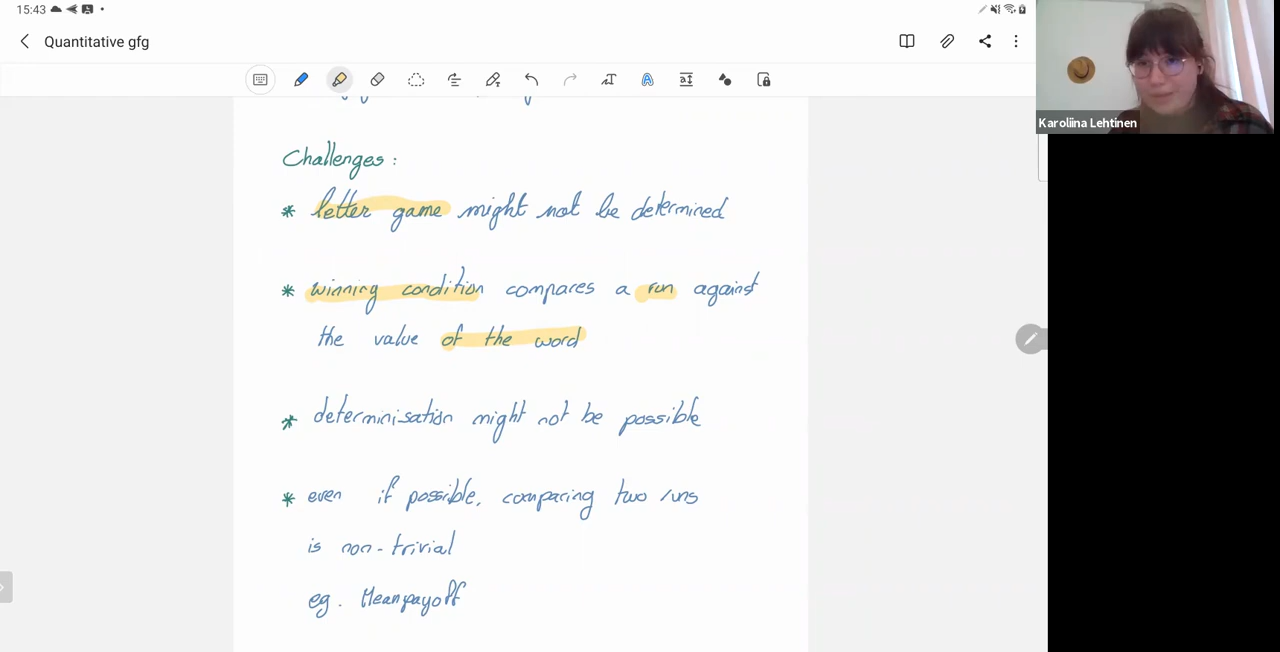 15:43
Quantitative gfg
Karoliina Lehtinen
Challenges :
* letter game might not be determined
* winning condition compares a run against
the value of the word
* determinisation might not be possible
* even if possible, comparing two runs
is non-trivial
eg. Meanpayoff